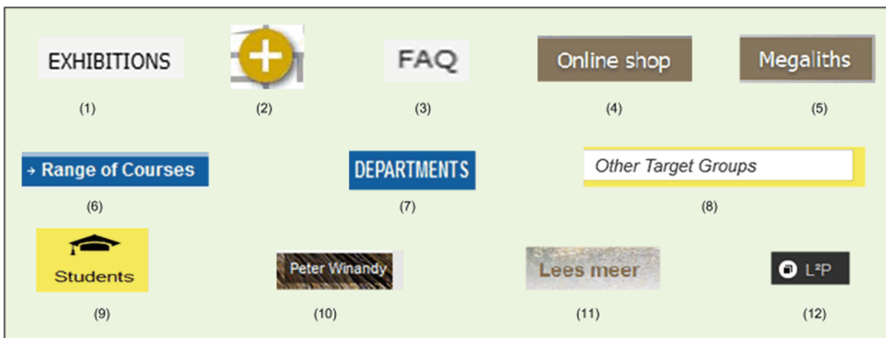 EXHIBITIONS
FAQ
Online shop
Megaliths
(1)
(2)
(3)
(4)
(5)
→ Range of Courses
DEPARTMENTS
Other Target Groups
(6)
(7)
(8)
Students
Peter Winandy
Lees meer
L²P
(9)
(10)
(11)
(12)